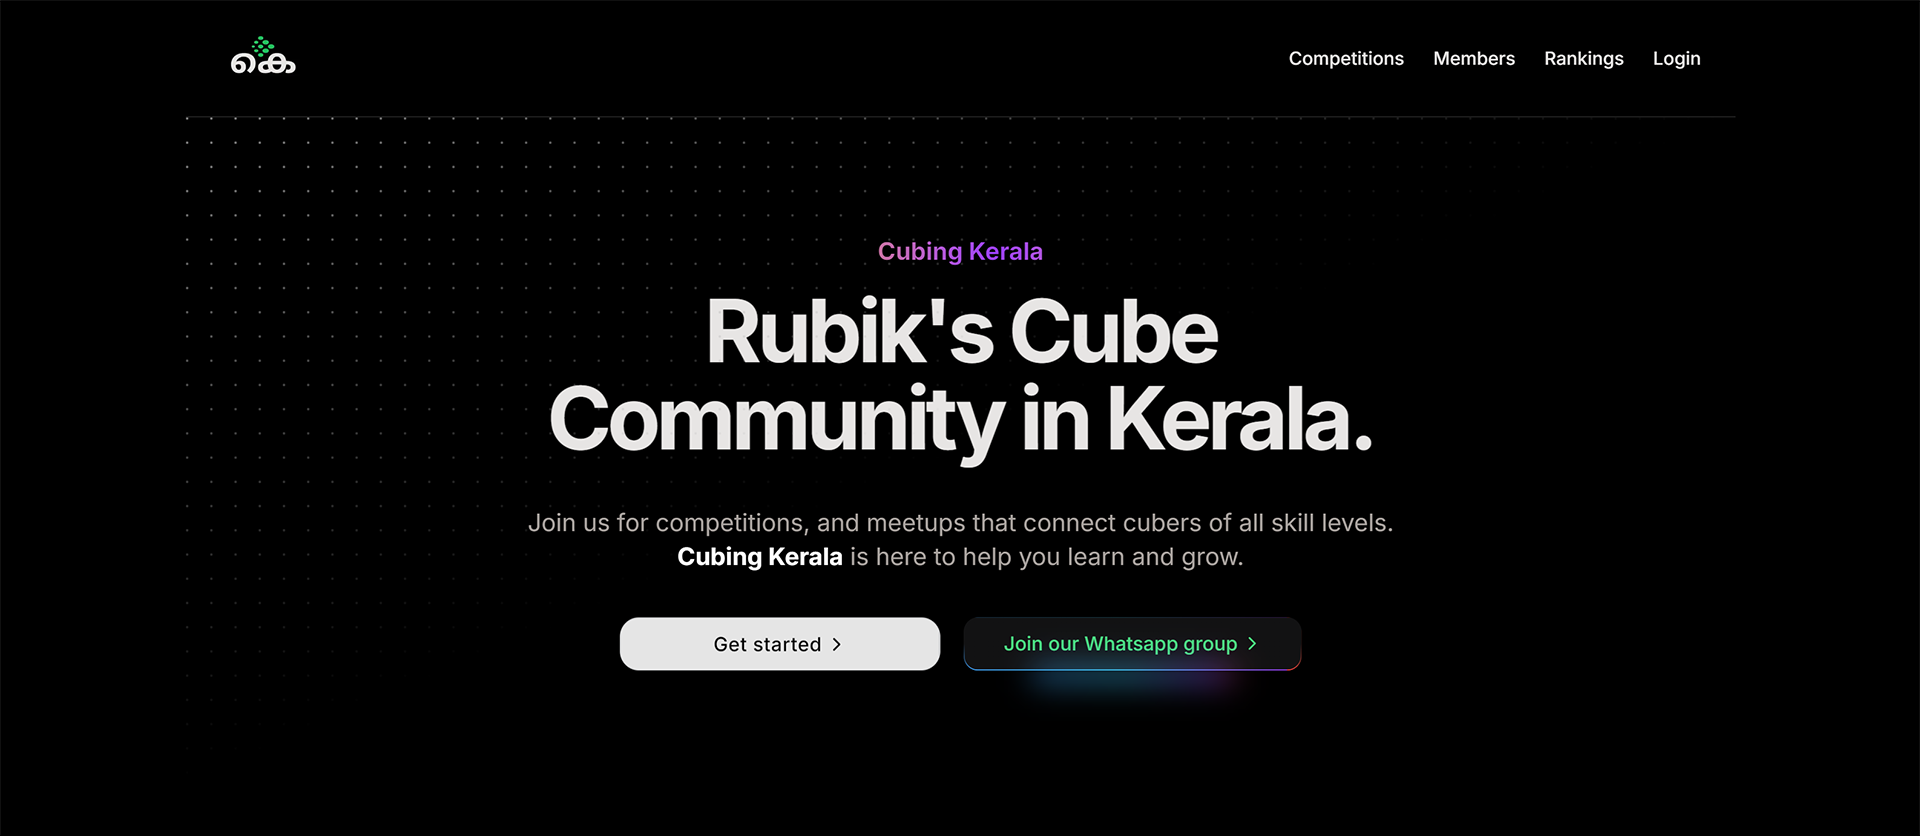 കെ
Competitions Members Rankings Login
Cubing Kerala
Rubik's Cube
Community in Kerala.
Join us for competitions, and meetups that connect cubers of all skill levels.
Cubing Kerala is here to help you learn and grow.
Get started
Join our Whatsapp group